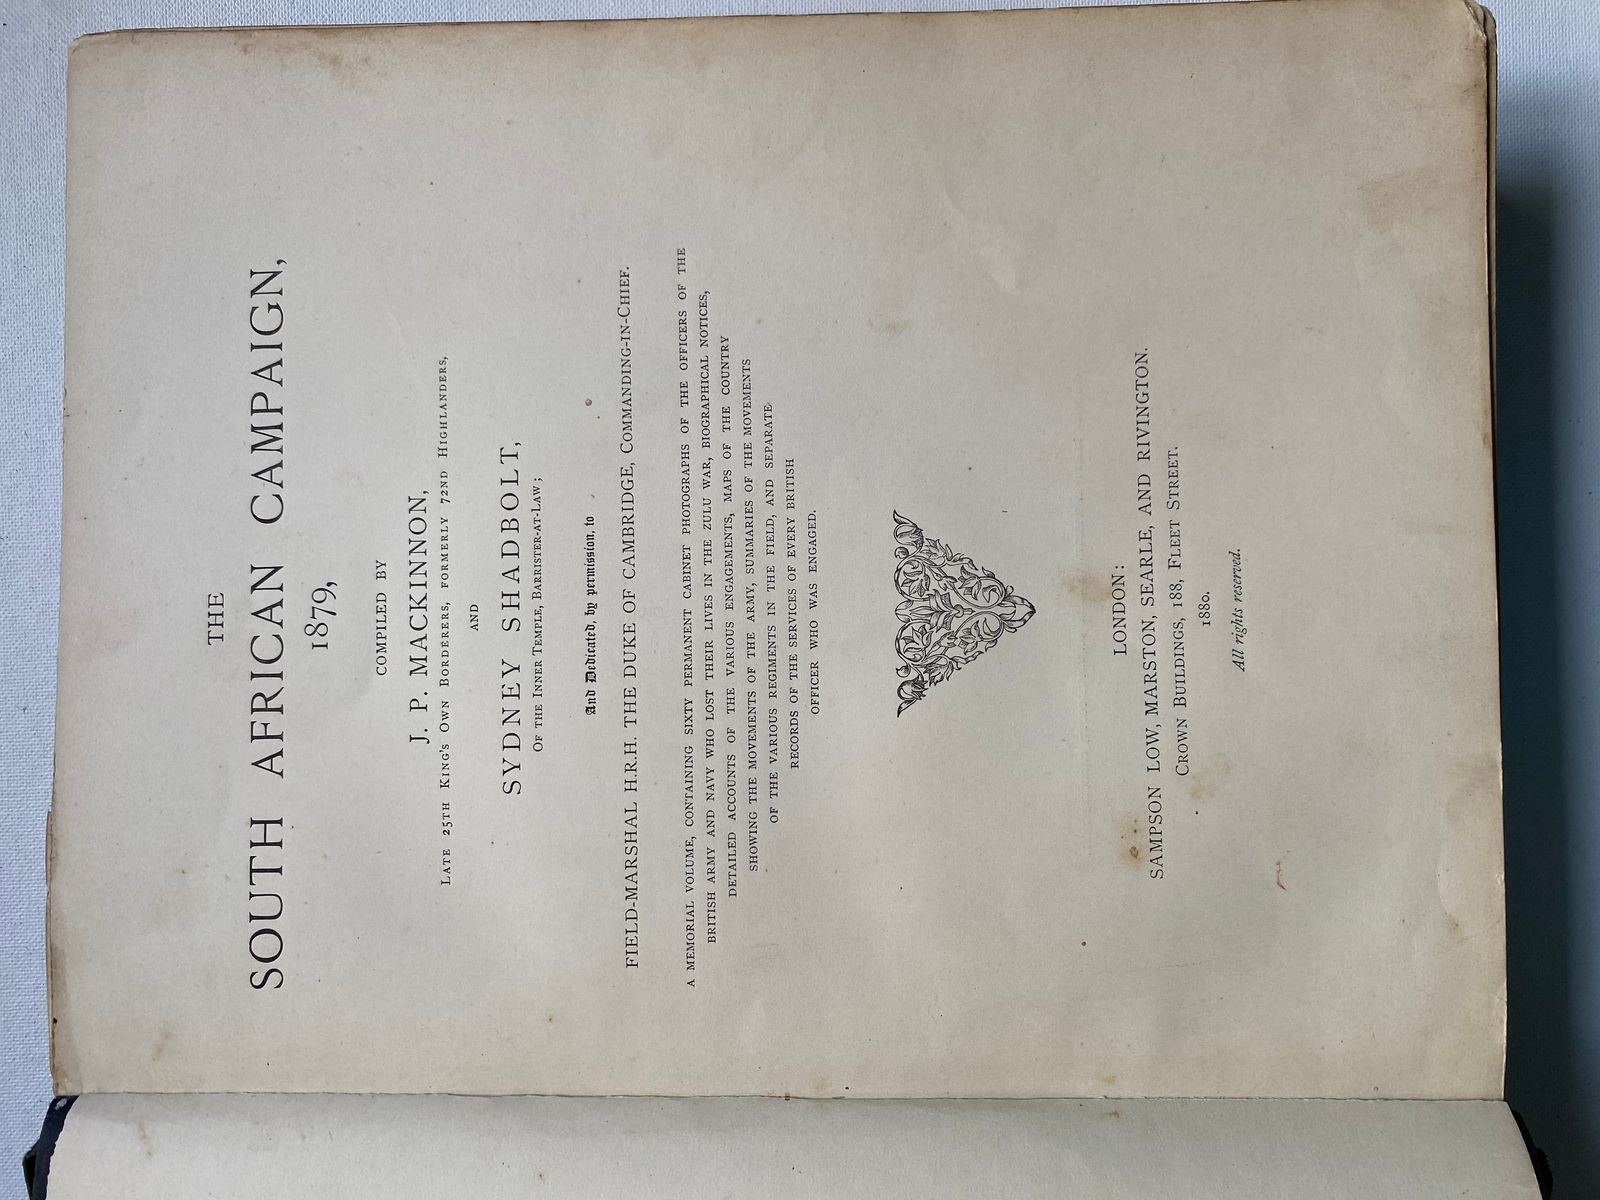 THE
SOUTH AFRICAN CAMPAIGN,
1879,
COMPILED BY
J. P. MACKINNON,
LATE 25TH KING'S OWN BORDERERS, FORMERLY 72ND HIGHLANDERS,
AND
SYDNEY SHADBOLT,
OF THE INNER TEMPLE, BARRISTER-AT-LAW;
And Dedicated, by permission, to
FIELD-MARSHAL H.R.H. THE DUKE OF CAMBRIDGE, COMMANDING-IN-CHIEF.
A MEMORIAL VOLUME, CONTAINING SIXTY PERMANENT CABINET PHOTOGRAPHS OF THE OFFICERS OF THE
BRITISH ARMY AND NAVY WHO LOST THEIR LIVES IN THE ZULU WAR, BIOGRAPHICAL NOTICES,
DETAILED ACCOUNTS OF THE VARIOUS ENGAGEMENTS, MAPS OF THE COUNTRY
SHOWING THE MOVEMENTS OF THE ARMY, SUMMARIES OF THE MOVEMENTS
OF THE VARIOUS REGIMENTS IN THE FIELD, AND SEPARATE
RECORDS OF THE SERVICES OF EVERY BRITISH
OFFICER WHO WAS ENGAGED.
LONDON:
SAMPSON LOW, MARSTON, SEARLE, AND RIVINGTON.
CROWN BUILDINGS, 188, FLEET STREET.
1880.
All rights reserved.